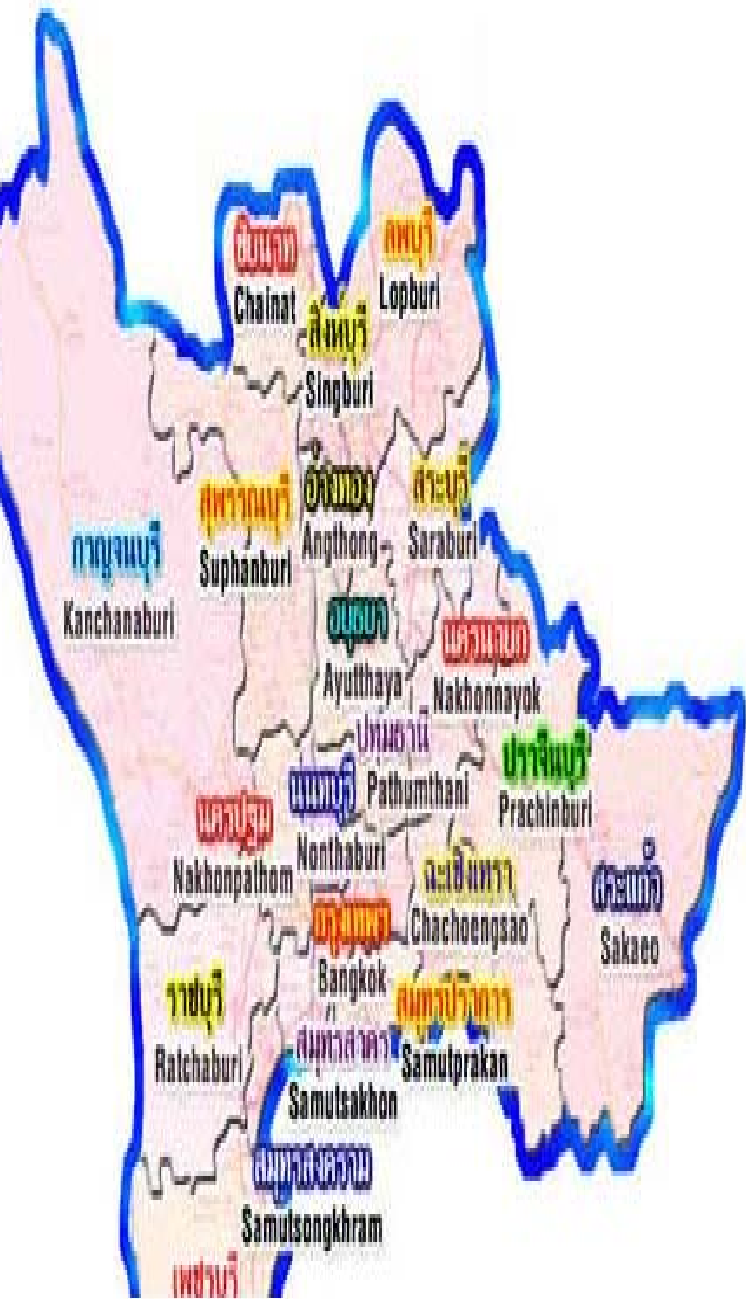 ชัยนาท
Chainat
ลพบุรี
Lopburi
สิงหบุรี
Singburi
สุพรรณบุรี
Suphanburi
อ่างทอง
Angthong
สระบุรี
Saraburi
กาญจนบุรี
Kanchanaburi
อยุธยา
Ayutthaya
นครนายก
Nakhonnayok
ปทุมธานี
Pathumthani
ปราจีนบุรี
Prachinburi
นนทบุรี
Nonthaburi
นครปฐม
Nakhonpathom
ฉะเชิงเทรา
Chachoengsao
สระแก้ว
Sakaeo
กรุงเทพฯ
Bangkok
ราชบุรี
Ratchaburi
สมุทรปราการ
Samutprakan
สมุทรสาคร
Samutsakhon
สมุทรสงคราม
Samutsongkhram
เพชรบุรี